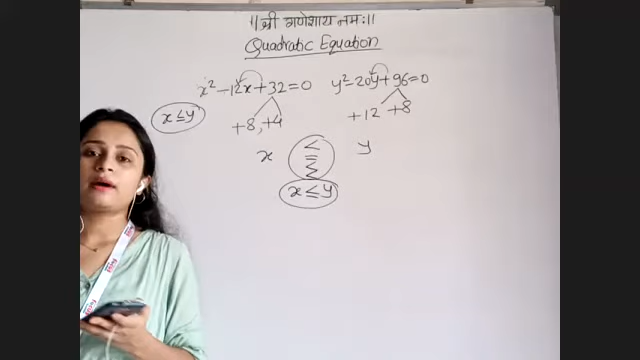 ॥श्री गणेशाय नमः॥
Quadratic Equation
x²-12x+32=0 y²-20y+96=0
x≤y +8,+4 +12 +8
x < = > y
x≤y